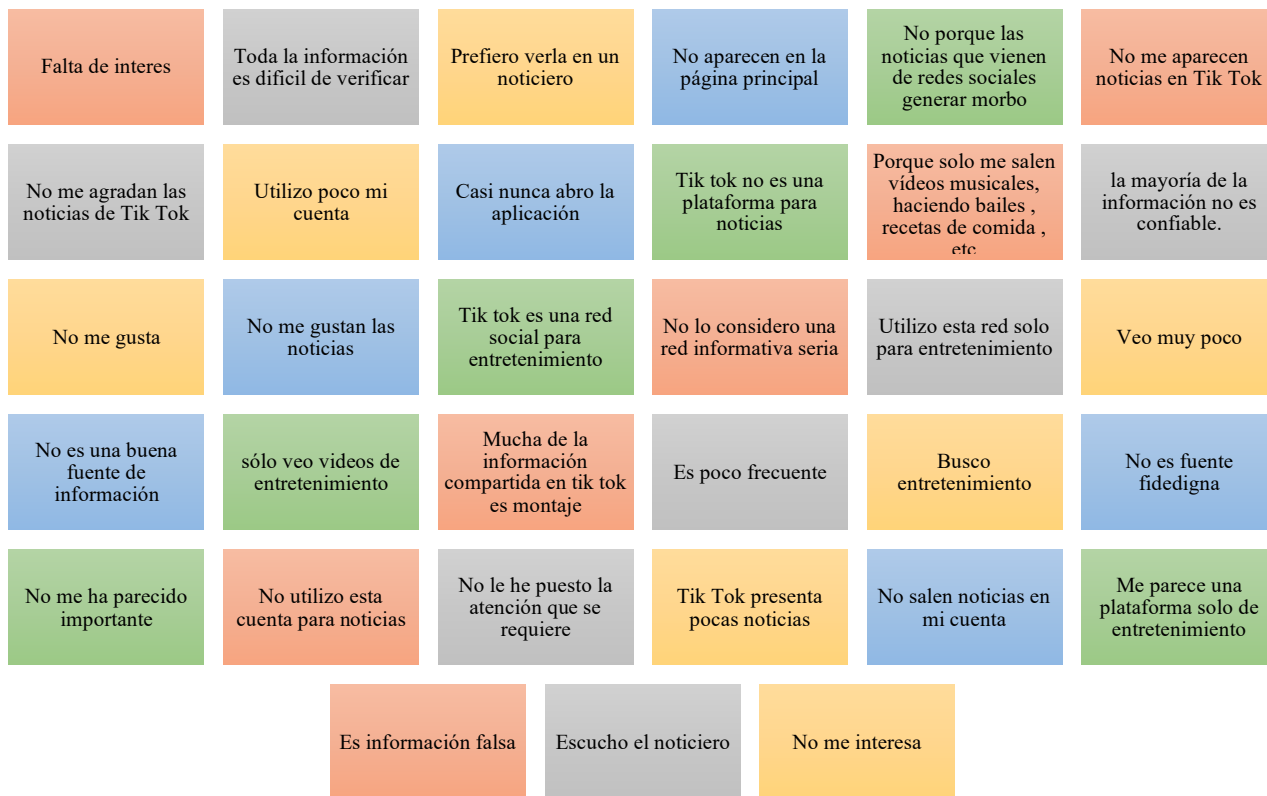 Falta de interes
Toda la información
es dificil de verificar
Prefiero verla en un
noticiero
No aparecen en la
página principal
No porque las
noticias que vienen
de redes sociales
generar morbo
No me aparecen
noticias en Tik Tok
No me agradan las
noticias de Tik Tok
Utilizo poco mi
cuenta
Casi nunca abro la
aplicación
Tik tok no es una
plataforma para
noticias
Porque solo me salen
vídeos musicales,
haciendo bailes ,
recetas de comida ,
etc
la mayoría de la
información no es
confiable.
No me gusta
No me gustan las
noticias
Tik tok es una red
social para
entretenimiento
No lo considero una
red informativa seria
Utilizo esta red solo
para entretenimiento
Veo muy poco
No es una buena
fuente de
información
sólo veo videos de
entretenimiento
Mucha de la
información
compartida en tik tok
es montaje
Es poco frecuente
Busco
entretenimiento
No es fuente
fidedigna
No me ha parecido
importante
No utilizo esta
cuenta para noticias
No le he puesto la
atención que se
requiere
Tik Tok presenta
pocas noticias
No salen noticias en
mi cuenta
Me parece una
plataforma solo de
entretenimiento
Es información falsa
Escucho el noticiero
No me interesa